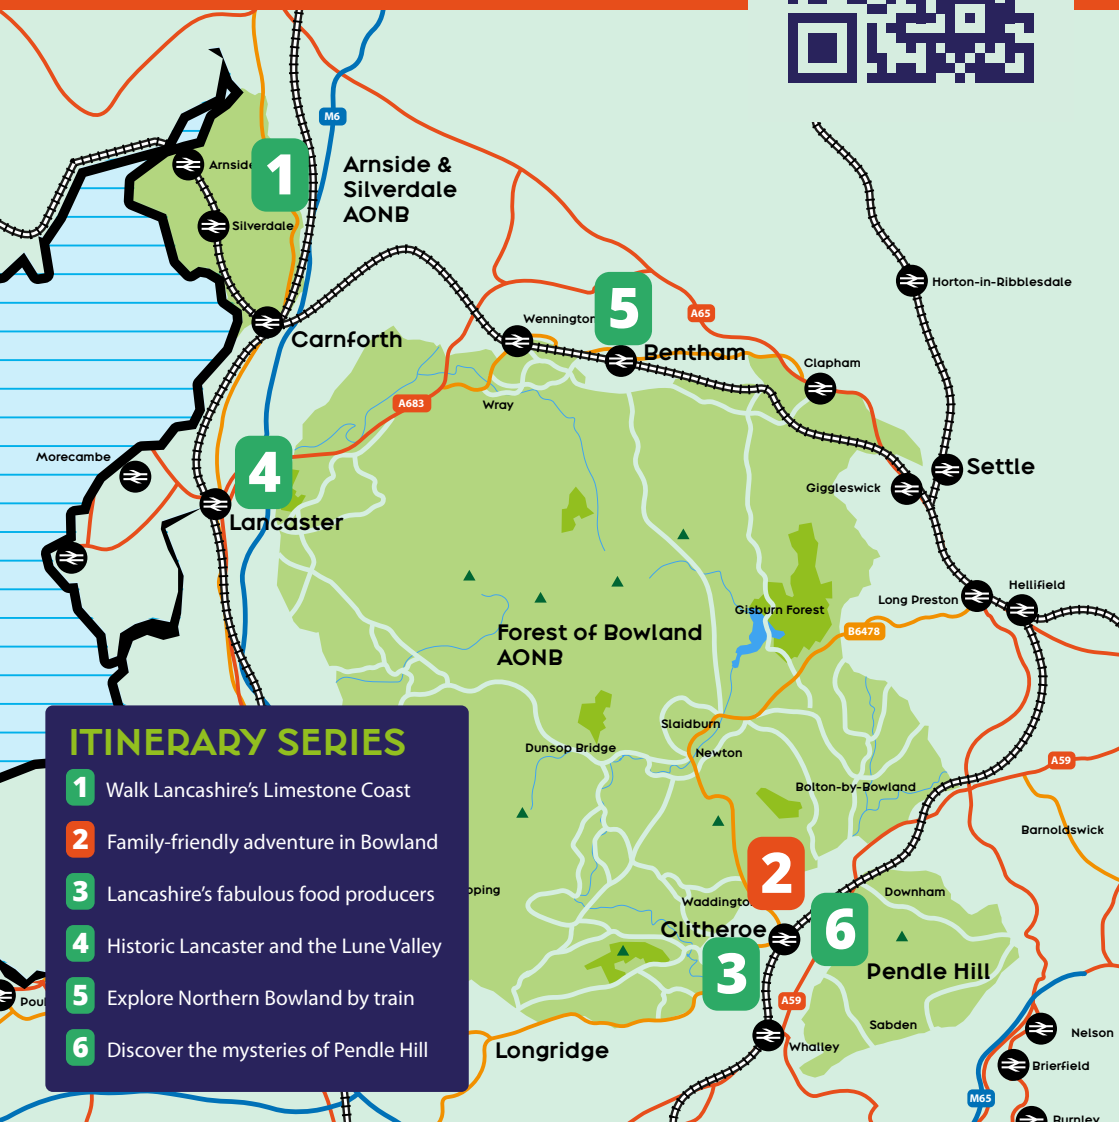 M6
Arnside &
Silverdale
AONB
1
Silverdale
Horton-in-Ribblesdale
Wennington
5
A65
Carnforth
Bentham
Clapham
A683
Wray
Morecambe
4
Settle
Giggleswick
Lancaster
Hellifield
Long Preston
Gisburn Forest
Forest of Bowland
AONB
B6478
Slaidburn
Dunsop Bridge
Newton
A59
Bolton-by-Bowland
Barnoldswick
ITINERARY SERIES
1 Walk Lancashire's Limestone Coast
2 Family-friendly adventure in Bowland
3 Lancashire's fabulous food producers
4 Historic Lancaster and the Lune Valley
5 Explore Northern Bowland by train
6 Discover the mysteries of Pendle Hill
2
Downham
Clitheroe
6
3
Pendle Hill
A59
Sabden
Nelson
Longridge
Whalley
Brierfield
M65
Burnley